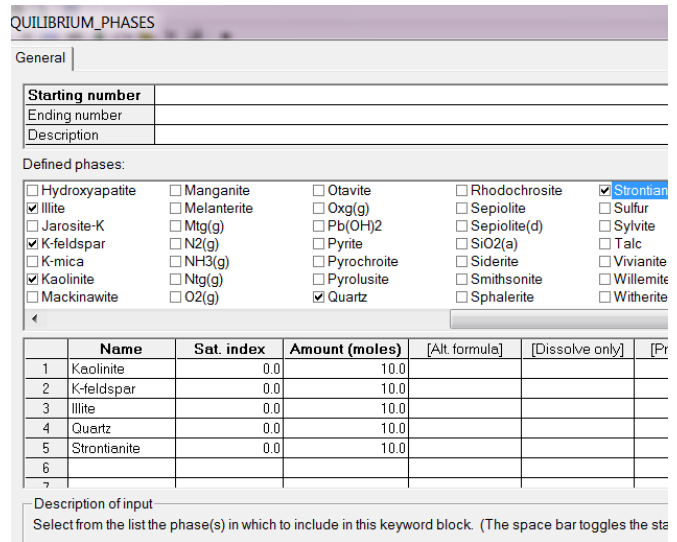 QUILIBRIUM_PHASES
General
Starting number
Ending number
Description
Defined phases:
Hydroxyapatite Manganite Otavite Rhodochrosite Strontian
Illite Melanterite Oxg(g) Sepiolite Sulfur
Jarosite-K Mtg(g) Pb(OH)2 Sepiolite(d) Sylvite
K-feldspar N2(g) Pyrite SiO2(a) Talc
K-mica NH3(g) Pyrochroite Siderite Vivianite
Kaolinite Ntg(g) Pyrolusite Smithsonite Willemite
Mackinawite O2(g) Quartz Sphalerite Witherite
Name Sat. index Amount (moles) [Alt. formula] [Dissolve only] [Pr
1 Kaolinite 0.0 10.0
2 K-feldspar 0.0 10.0
3 Illite 0.0 10.0
4 Quartz 0.0 10.0
5 Strontianite 0.0 10.0
6
7
Description of input
Select from the list the phase(s) in which to include in this keyword block. (The space bar toggles the sta